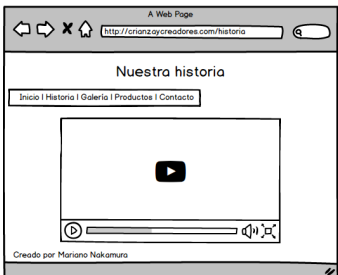 A Web Page
http://crianzaycreadores.com/historia
Nuestra historia
Inicio | Historia | Galería | Productos | Contacto
Creado por Mariano Nakamura